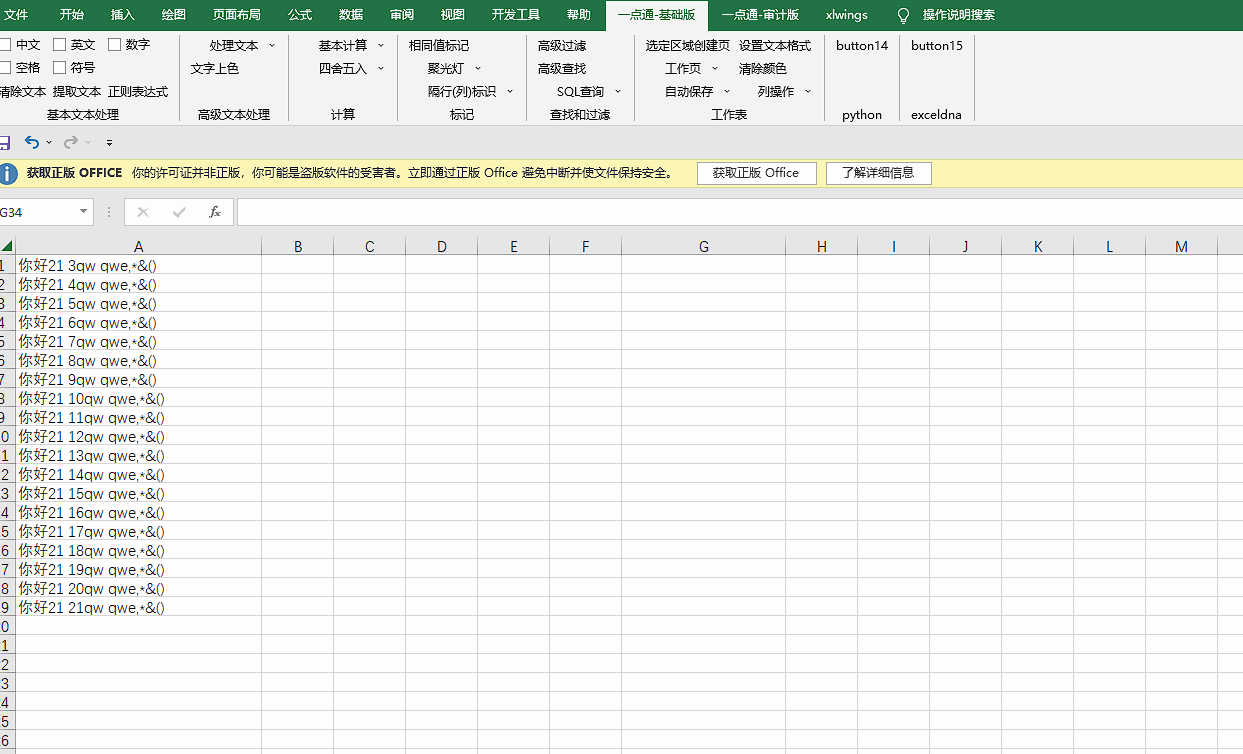 文件 开始 插入 绘图 页面布局 公式 数据 审阅 视图 开发工具 帮助 一点通-基础版 一点通-审计版 xlwings 操作说明搜索
中文 英文 数字 处理文本 基本计算 相同值标记 高级过滤 选定区域创建页 设置文本格式 button14 button15
空格 符号 文字上色 四舍五入 聚光灯 高级查找 工作页 清除颜色
清除文本 提取文本 正则表达式 隔行(列)标识 SQL查询 自动保存 列操作
基本文本处理 高级文本处理 计算 标记 查找和过滤 工作表 python exceldna
获取正版 OFFICE 你的许可证并非正版，你可能是盗版软件的受害者。立即通过正版 Office 避免中断并使文件保持安全。 获取正版 Office 了解详细信息
G34 fx
A B C D E F G H I J K L M
1 你好21 3qw qwe,*&()
2 你好21 4qw qwe,*&()
3 你好21 5qw qwe,*&()
4 你好21 6qw qwe,*&()
5 你好21 7qw qwe,*&()
6 你好21 8qw qwe,*&()
7 你好21 9qw qwe,*&()
8 你好21 10qw qwe,*&()
9 你好21 11qw qwe,*&()
0 你好21 12qw qwe,*&()
1 你好21 13qw qwe,*&()
2 你好21 14qw qwe,*&()
3 你好21 15qw qwe,*&()
4 你好21 16qw qwe,*&()
5 你好21 17qw qwe,*&()
6 你好21 18qw qwe,*&()
7 你好21 19qw qwe,*&()
8 你好21 20qw qwe,*&()
9 你好21 21qw qwe,*&()
0
1
2
3
4
5
6